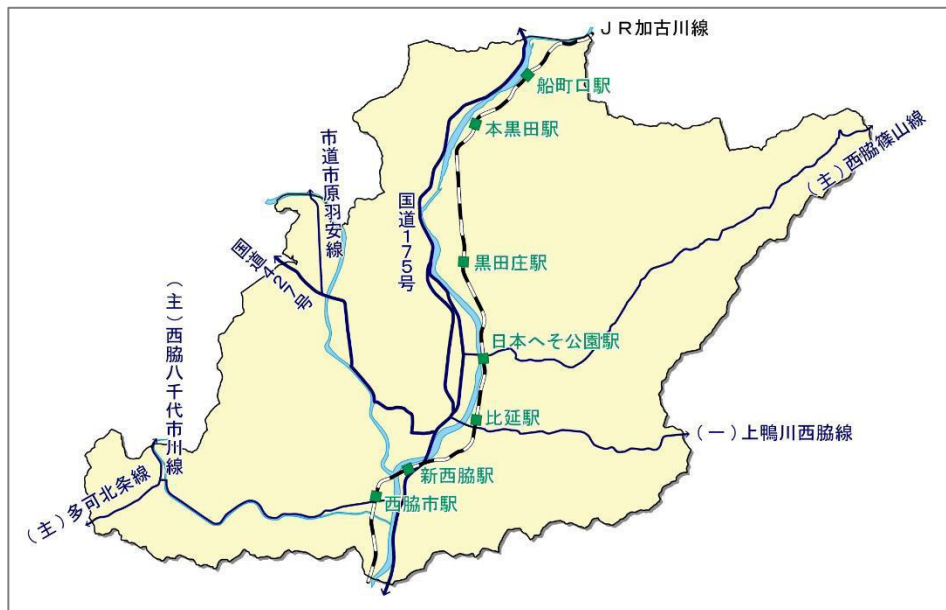 ＪＲ加古川線
船町口駅
本黒田駅
(主)西脇篠山線
市道市原羽安線
国道175号
国道427号
黒田庄駅
(主)西脇八千代市川線
日本へそ公園駅
比延駅
(一)上鴨川西脇線
新西脇駅
西脇市駅
(主)多可北条線